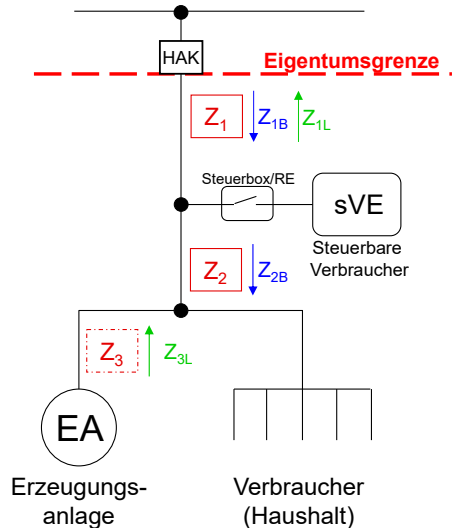 HAK
Eigentumsgrenze
Z1 Z1B Z1L
Steuerbox/RE
sVE
Steuerbare
Verbraucher
Z2 Z2B
Z3 Z3L
EA
Erzeugungs-
anlage
Verbraucher
(Haushalt)